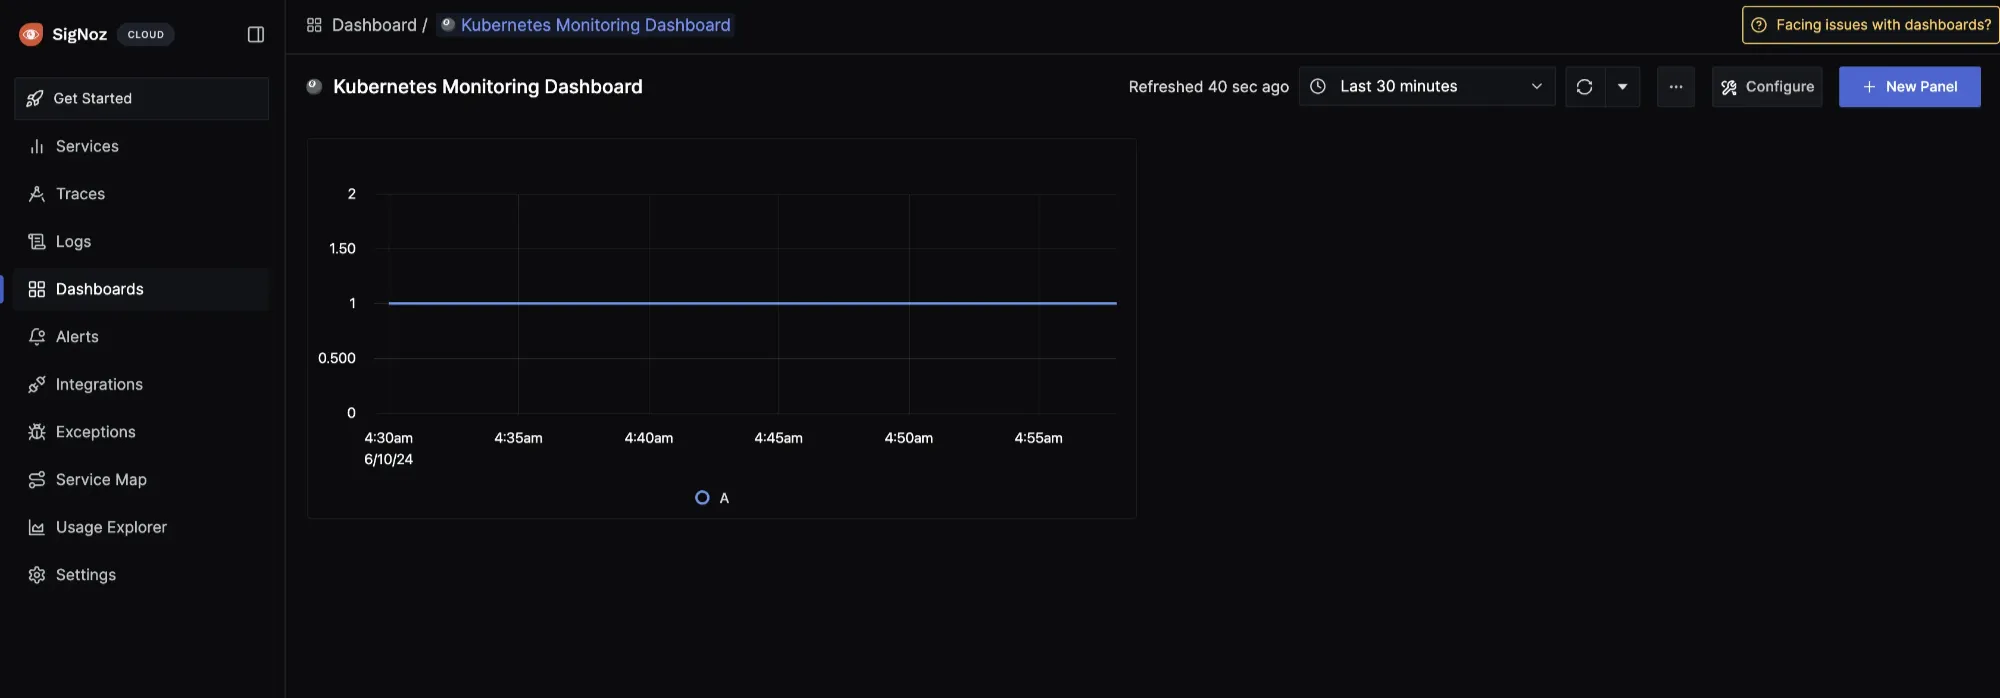 SigNoz CLOUD
Get Started
Services
Traces
Logs
Dashboards
Alerts
Integrations
Exceptions
Service Map
Usage Explorer
Settings
Dashboard / Kubernetes Monitoring Dashboard
Facing issues with dashboards?
Kubernetes Monitoring Dashboard
Refreshed 40 sec ago
Last 30 minutes
Configure
+ New Panel
2
1.50
1
0.500
0
4:30am 4:35am 4:40am 4:45am 4:50am 4:55am
6/10/24
A